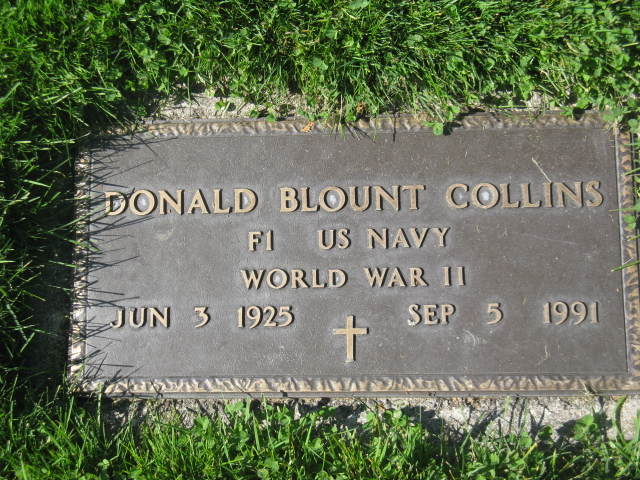 DONALD BLOUNT COLLINS
F1 US NAVY
WORLD WAR II
JUN 3 1925 SEP 5 1991